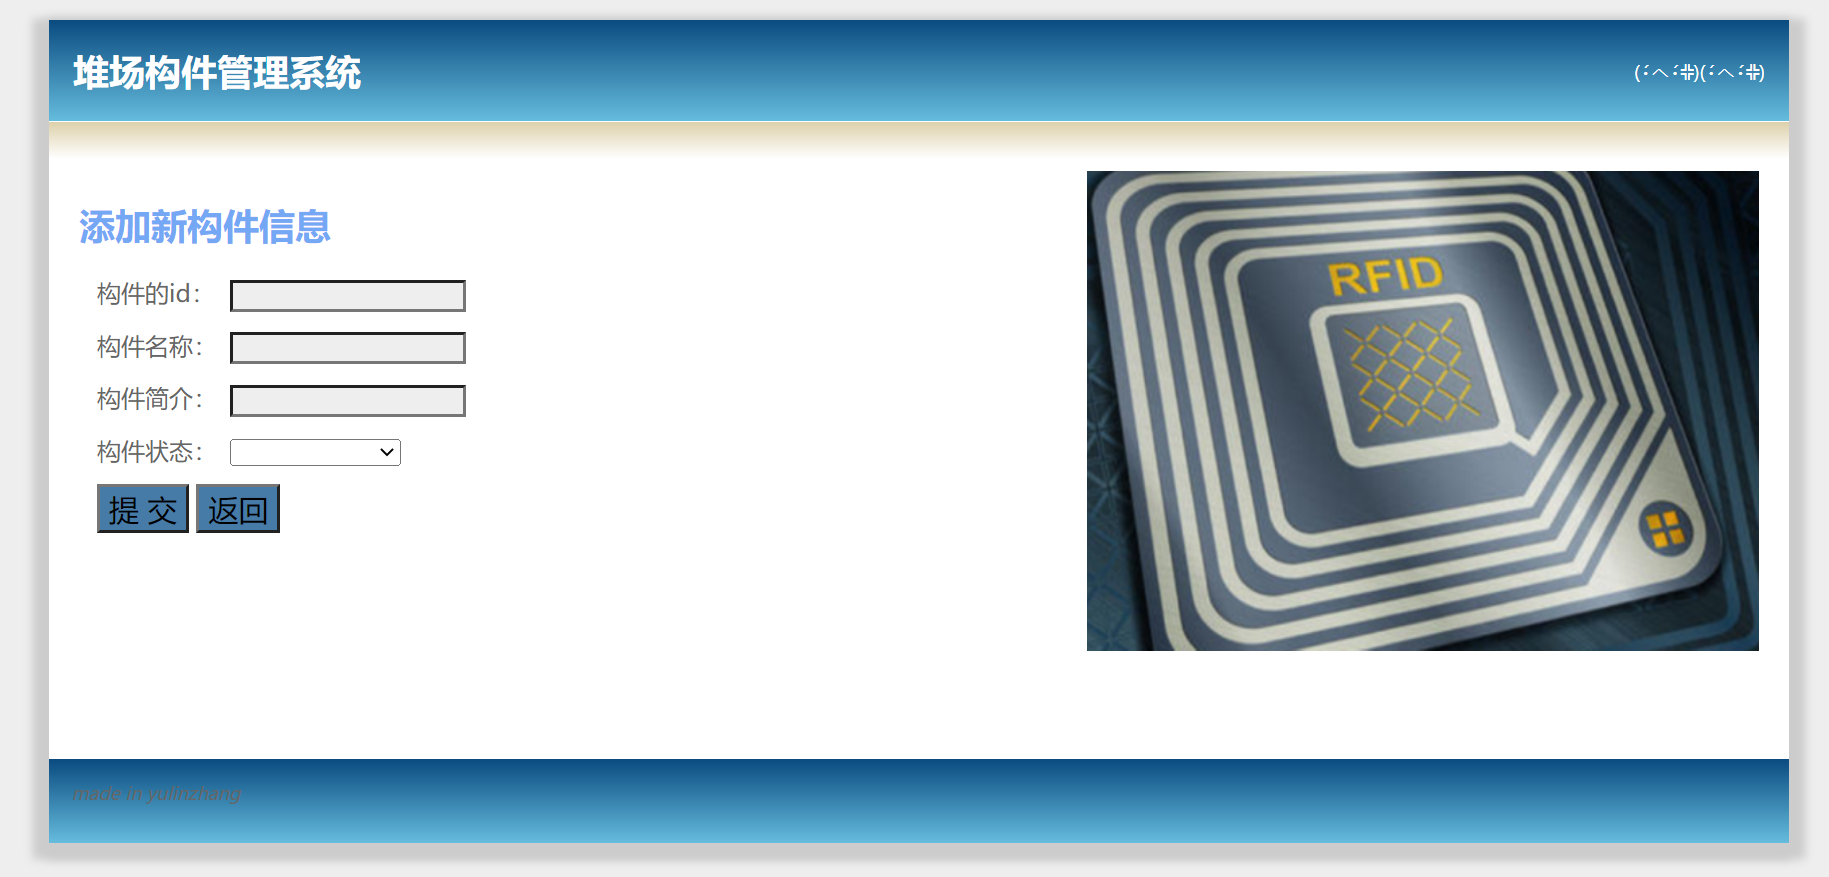 堆场构件管理系统
(╬ ̄へ ̄╬)(╬ ̄へ ̄╬)
添加新构件信息
构件的id：
构件名称：
构件简介：
构件状态：
提 交 返回
RFID
made in yulinzhang